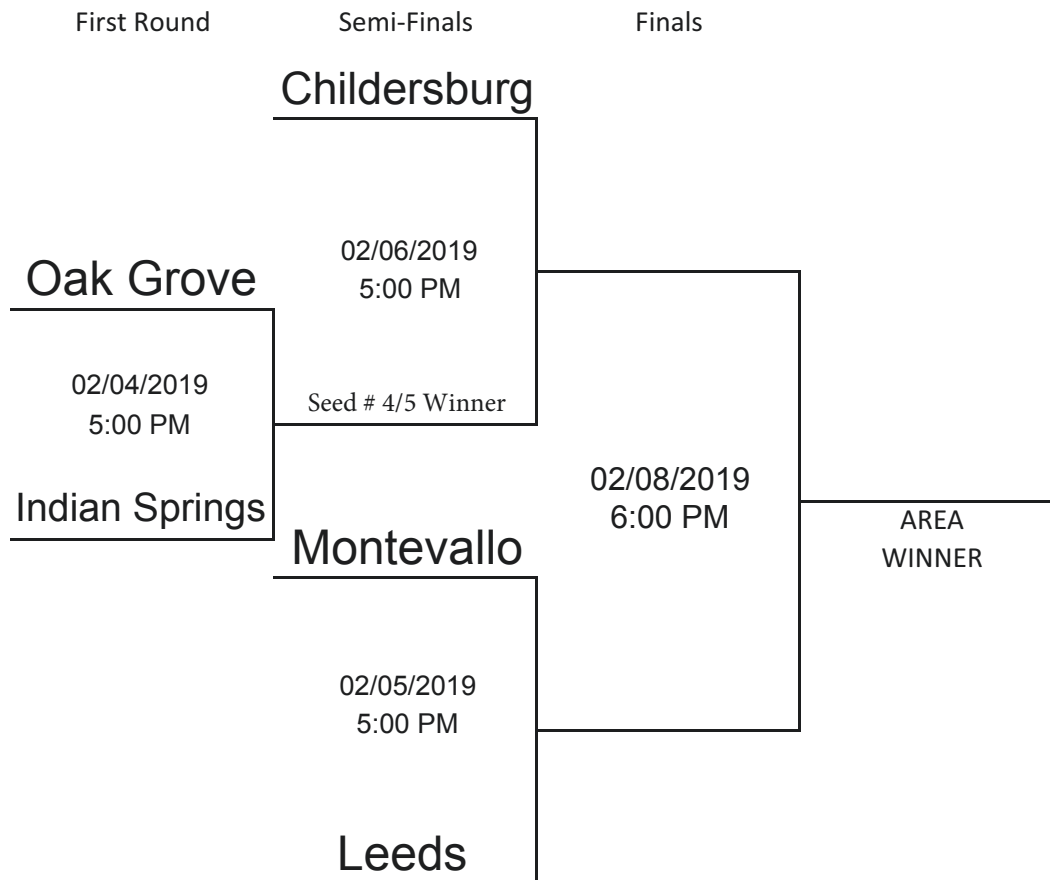 First Round Semi-Finals Finals
Childersburg
02/06/2019
5:00 PM
Oak Grove
02/04/2019
5:00 PM
Seed # 4/5 Winner
Indian Springs
02/08/2019
6:00 PM
AREA
WINNER
Montevallo
02/05/2019
5:00 PM
Leeds